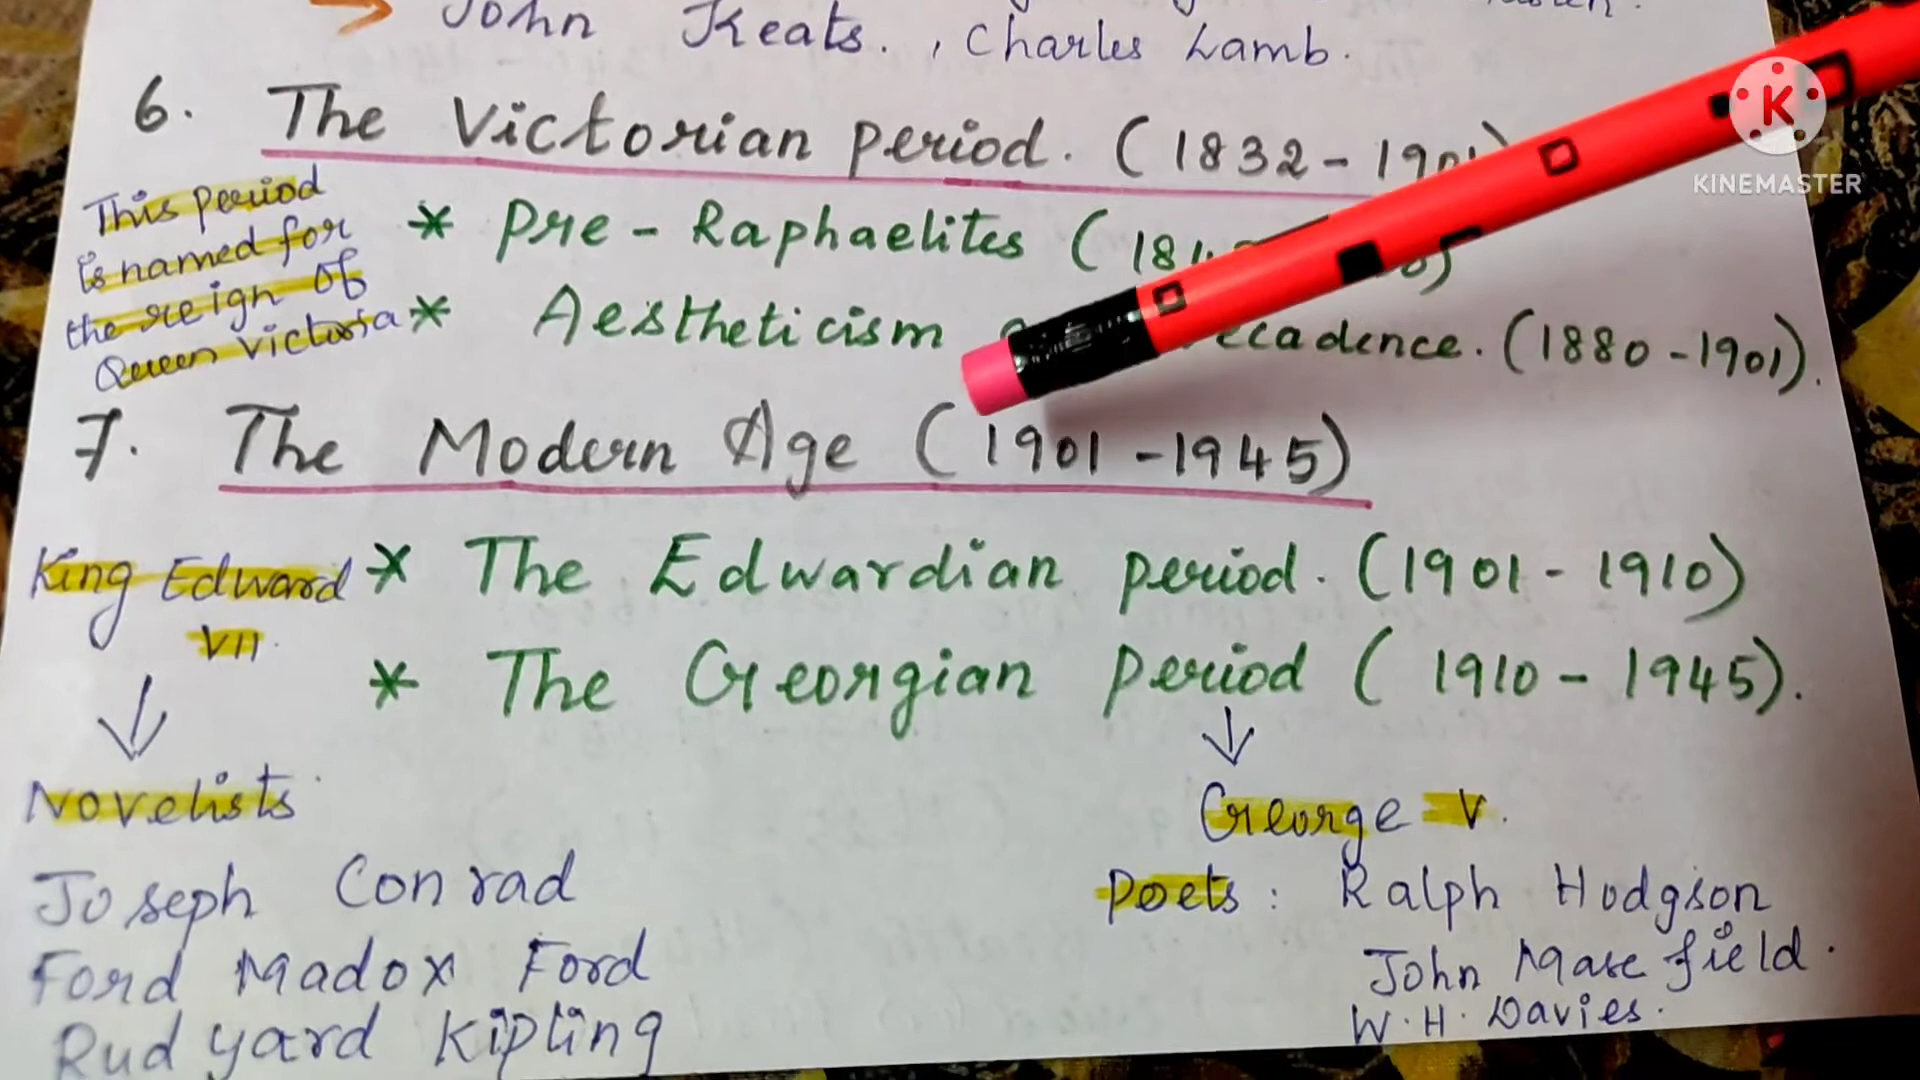 John Keats. , Charles Lamb.
6. The Victorian period. (1832-1901)
This period
is named for
the reign of
Queen Victoria
* Pre-Raphaelites (
* Aestheticism Decadence. (1880-1901).
7. The Modern Age (1901-1945)
King Edward
VII.
* The Edwardian period. (1901-1910)
* The Georgian period (1910-1945).
Novelists
Joseph Conrad
Ford Madox Ford
Rudyard Kipling
George V.
Poets: Ralph Hodgson
John Masefield.
W.H. Davies.
KINEMASTER